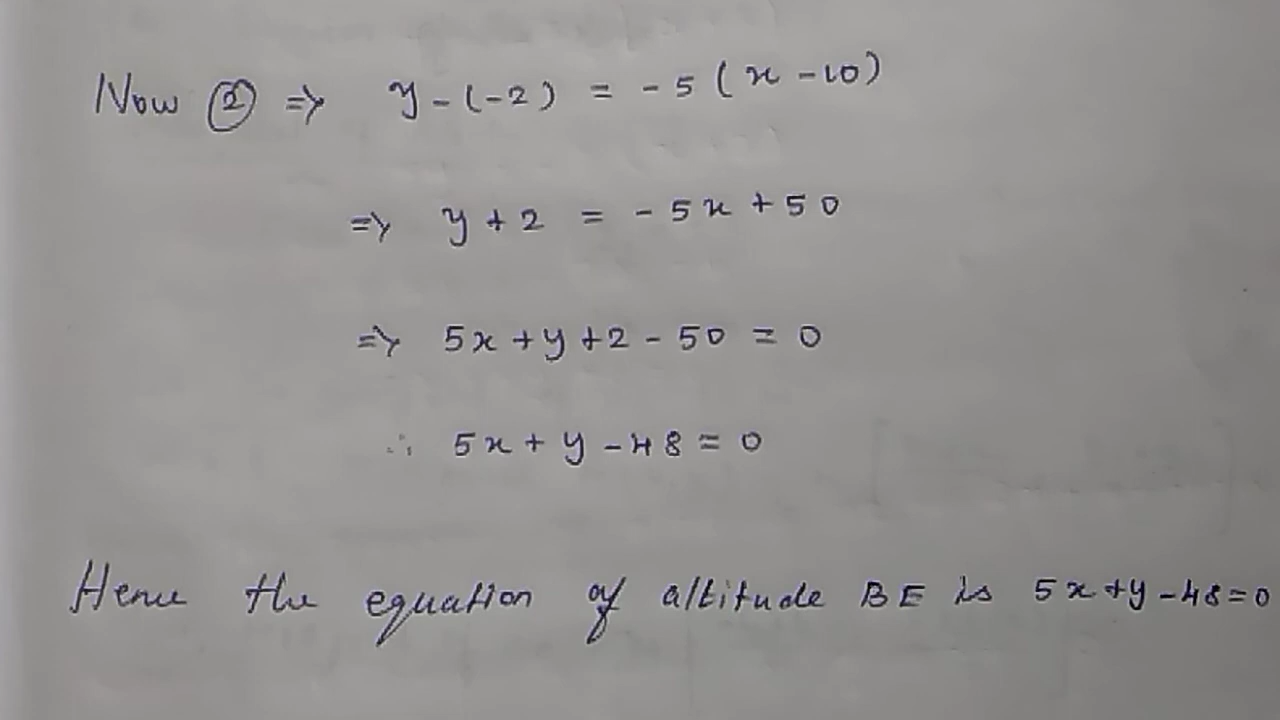 Now ② => y - (-2) = -5 (x - 10)
=> y + 2 = -5x + 50
=> 5x + y + 2 - 50 = 0
∴ 5x + y - 48 = 0
Hence the equation of altitude BE is 5x + y - 48 = 0